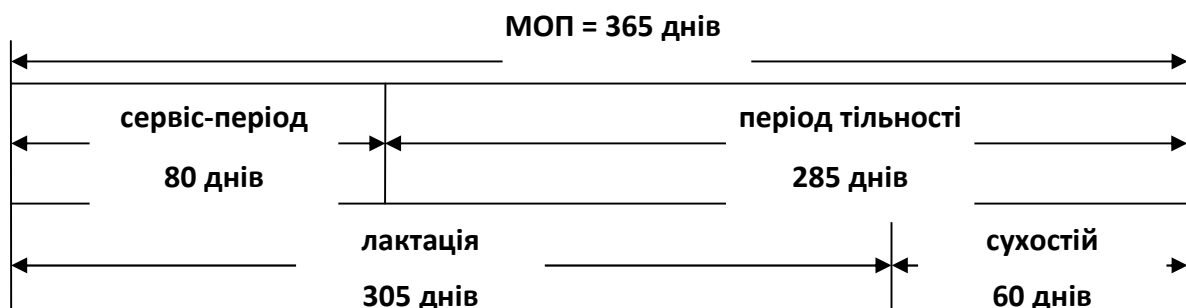 МОП = 365 днів
сервіс-період період тільності
80 днів 285 днів
лактація сухостій
305 днів 60 днів